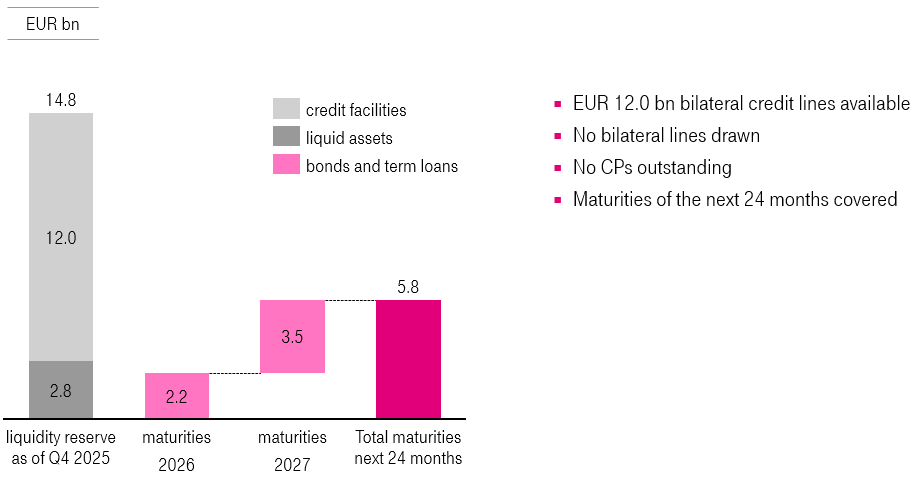 EUR bn
14.8
12.0
2.8
credit facilities
liquid assets
bonds and term loans
2.2
3.5
5.8
liquidity reserve
as of Q4 2025
maturities
2026
maturities
2027
Total maturities
next 24 months
EUR 12.0 bn bilateral credit lines available
No bilateral lines drawn
No CPs outstanding
Maturities of the next 24 months covered